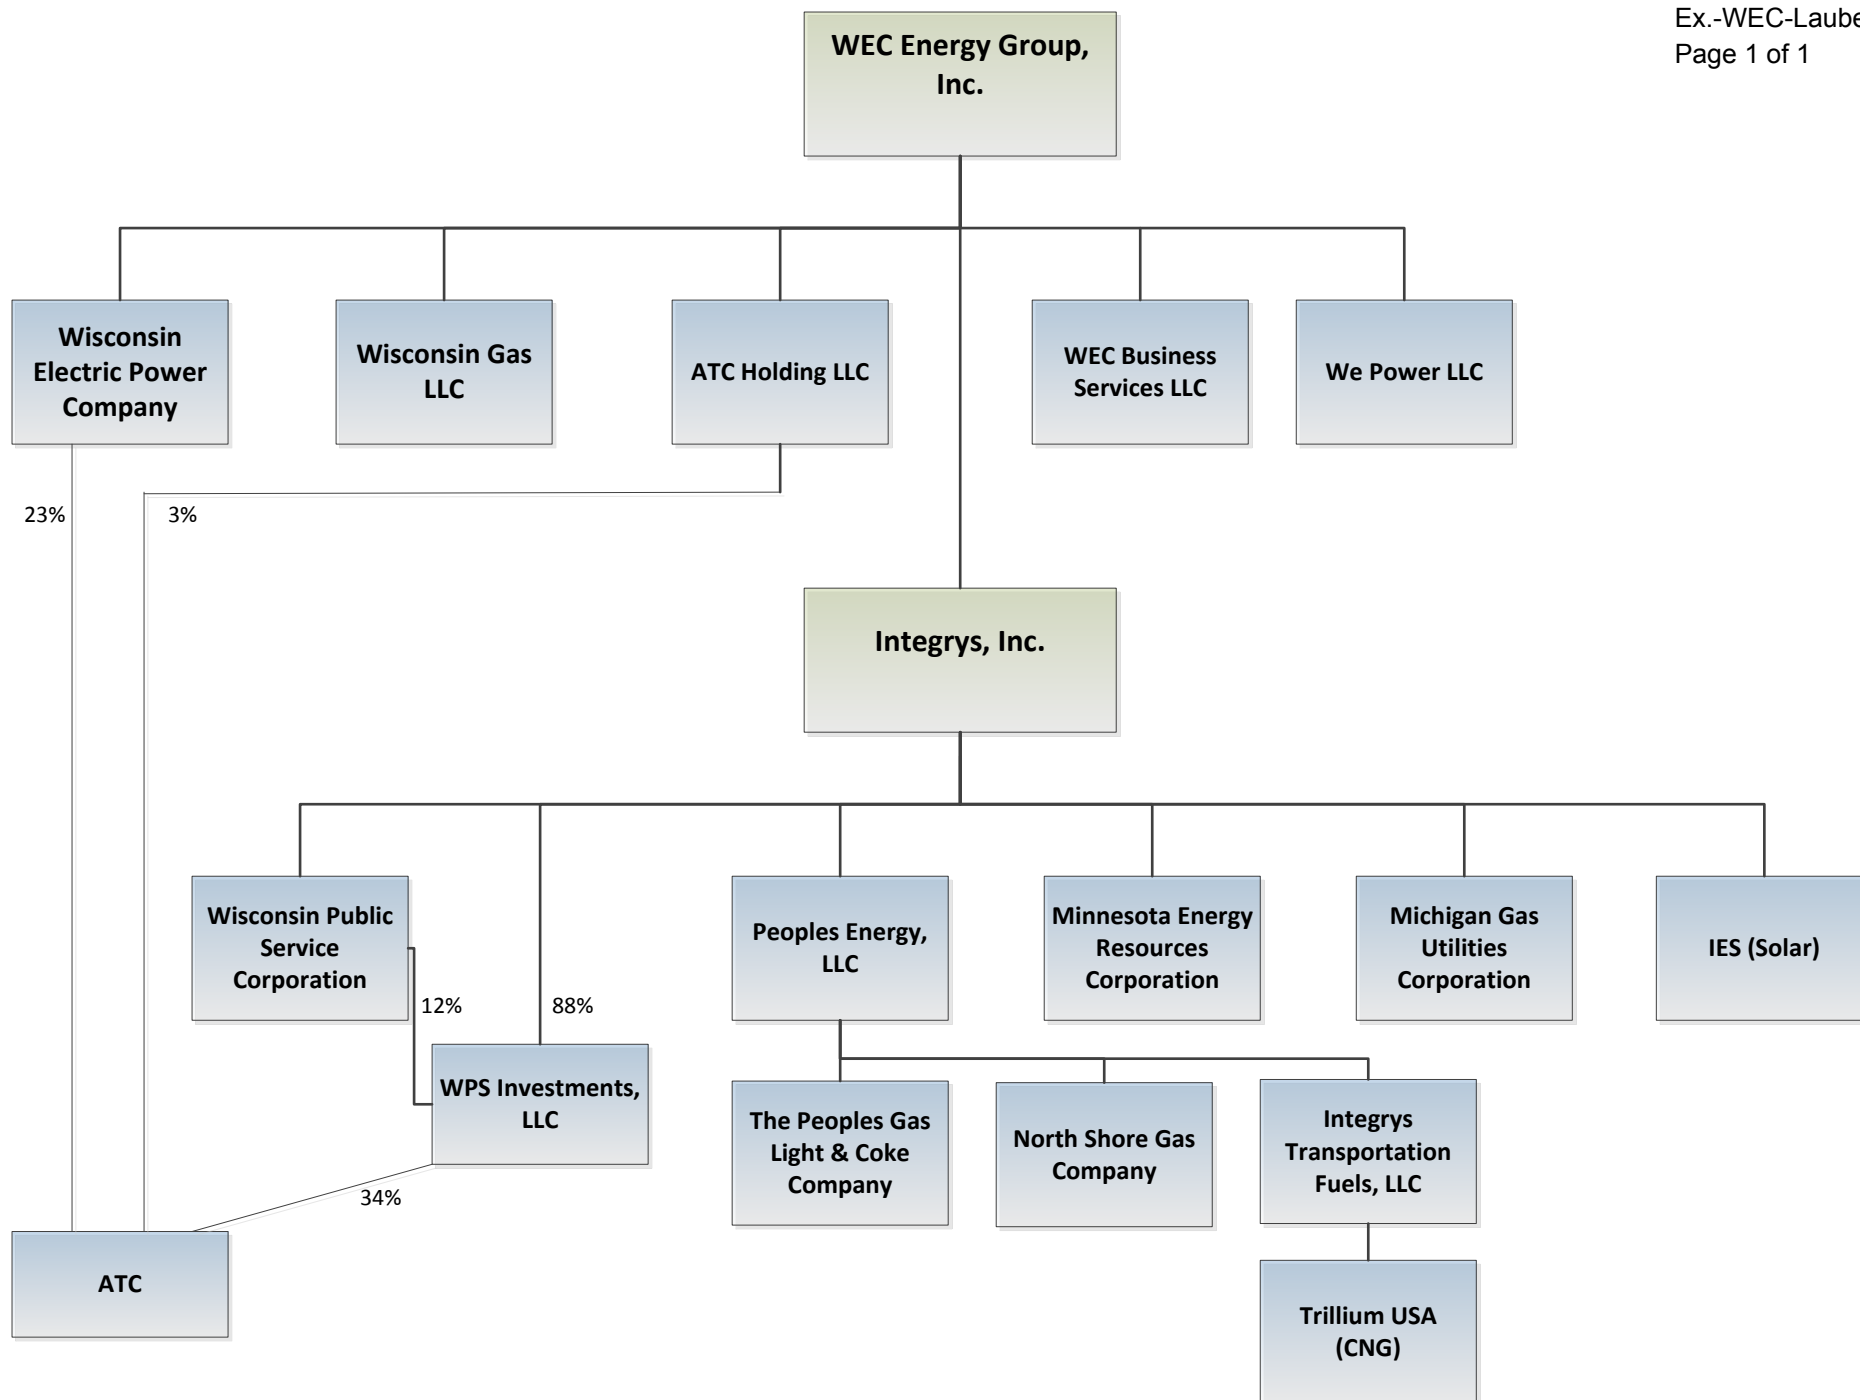 Ex.-WEC-Laube
Page 1 of 1
WEC Energy Group,
Inc.
Wisconsin
Electric Power
Company
Wisconsin Gas
LLC
ATC Holding LLC
WEC Business
Services LLC
We Power LLC
23%
3%
Integrys, Inc.
Wisconsin Public
Service
Corporation
Peoples Energy,
LLC
Minnesota Energy
Resources
Corporation
Michigan Gas
Utilities
Corporation
IES (Solar)
12%
88%
WPS Investments,
LLC
The Peoples Gas
Light & Coke
Company
North Shore Gas
Company
Integrys
Transportation
Fuels, LLC
34%
ATC
Trillium USA
(CNG)